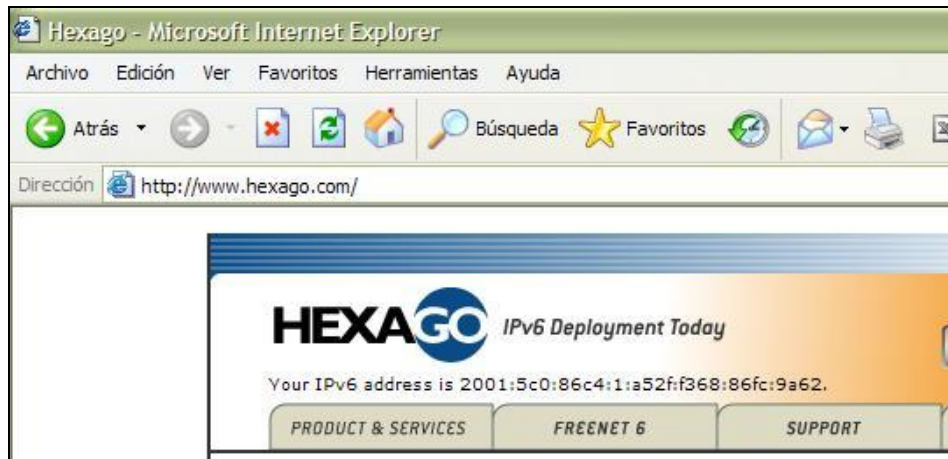 Hexago - Microsoft Internet Explorer
Archivo Edición Ver Favoritos Herramientas Ayuda
Atrás Búsqueda Favoritos
Dirección http://www.hexago.com/
HEXAGO IPv6 Deployment Today
Your IPv6 address is 2001:5c0:86c4:1:a52f:f368:86fc:9a62.
PRODUCT & SERVICES FREENET 6 SUPPORT